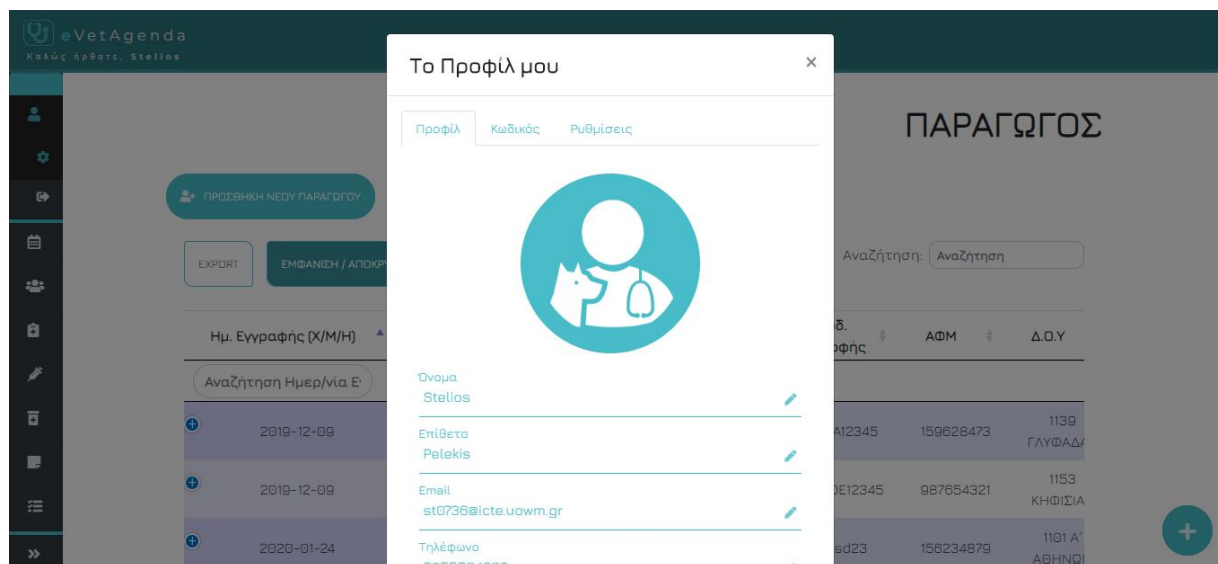 eVetAgenda
Καλώς ήρθατε, Stelios
Το Προφίλ μου
×
Προφίλ Κωδικός Ρυθμίσεις
ΠΑΡΑΓΩΓΟΣ
ΠΡΟΣΘΗΚΗ ΝΕΟΥ ΠΑΡΑΓΩΓΟΥ
EXPORT
ΕΜΦΑΝΙΣΗ /
Αναζήτηση: Αναζήτηση
Ημ. Εγγραφής (Χ/Μ/Η)
ΑΦΜ
Δ.Ο.Υ
Αναζήτηση Ημερ/νία
Όνομα
Stelios
Επίθετο
Pelekis
Email
st0736@icte.uowm.gr
Τηλέφωνο
2019-12-09
159628473
1139
ΓΛΥΦΑΔΑ
2019-12-09
987654321
1153
ΚΗΦΙΣΙΑ
2020-01-24
156234879
1101 Α'